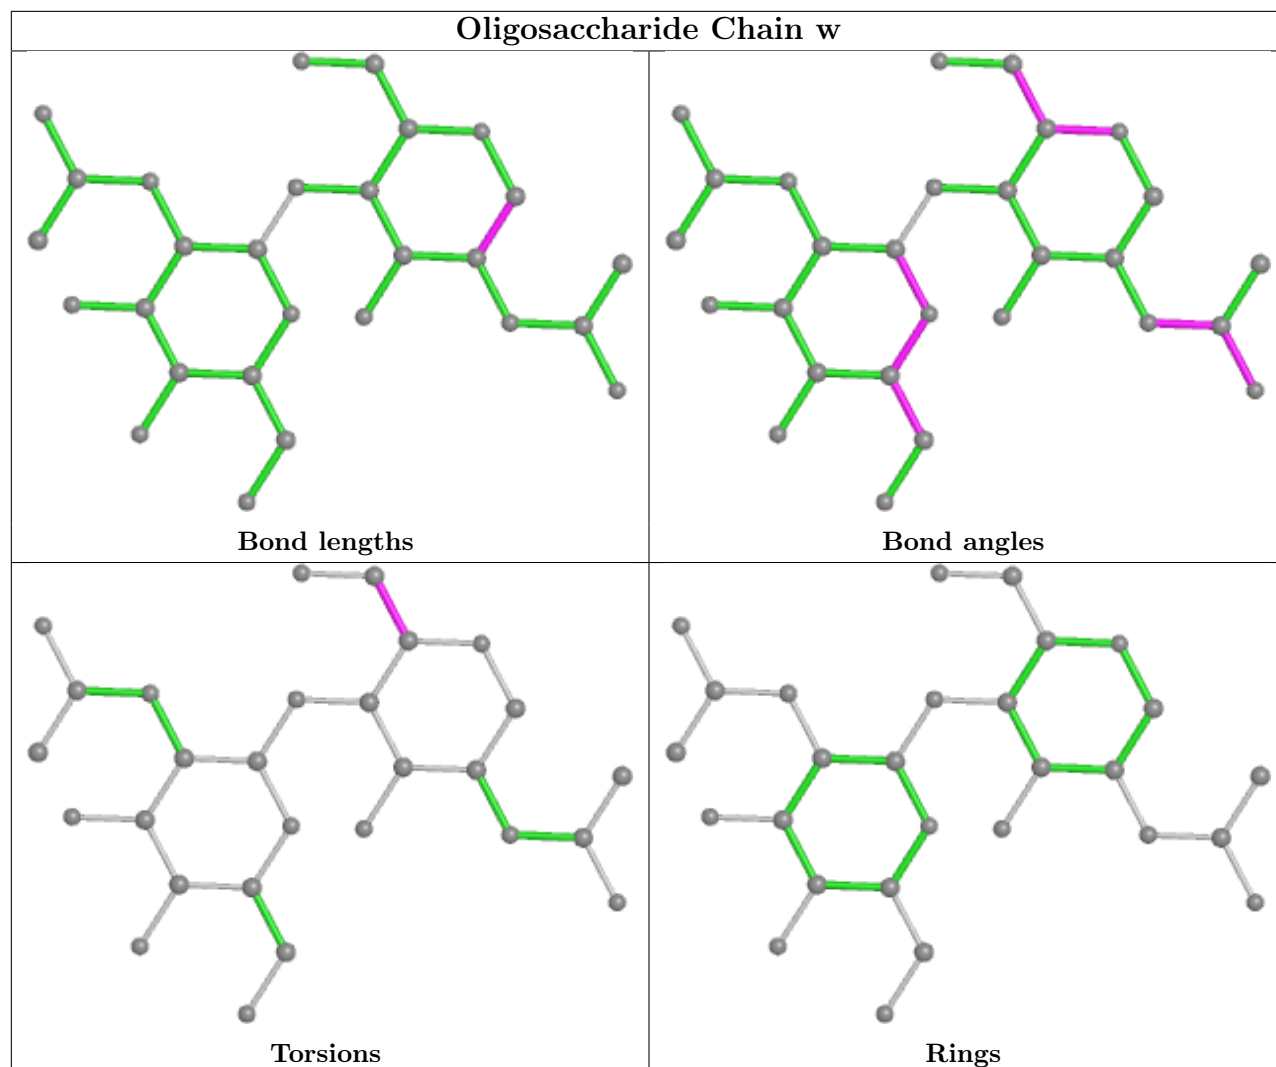 Oligosaccharide Chain w
Bond lengths
Bond angles
Torsions
Rings